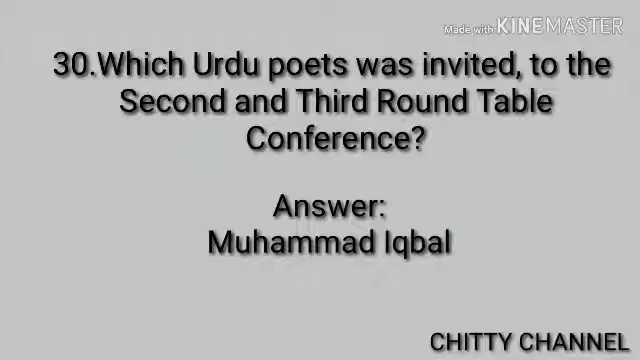 Made with KINEMASTER
30.Which Urdu poets was invited, to the
Second and Third Round Table
Conference?
Answer:
Muhammad Iqbal
CHITTY CHANNEL